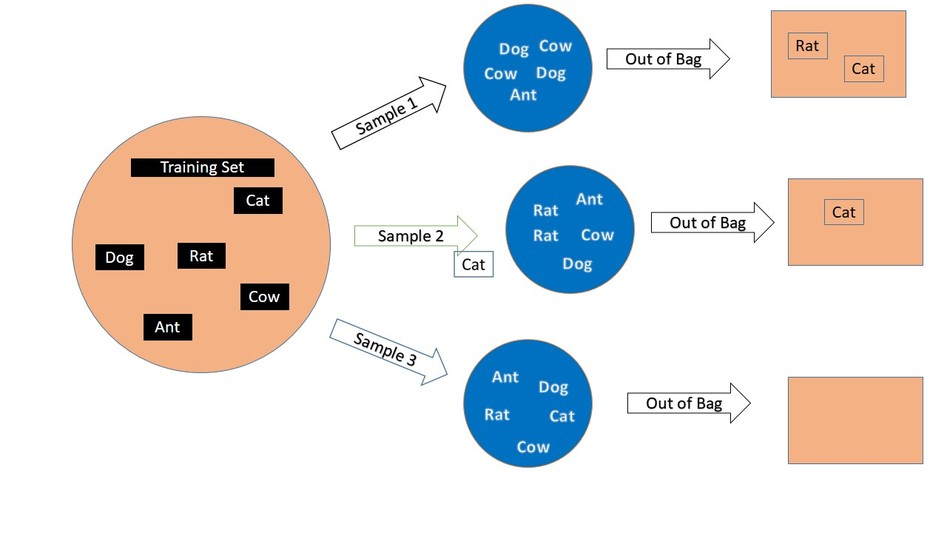 Training Set
Cat
Dog
Rat
Cow
Ant
Sample 1
Dog Cow
Cow Dog
Ant
Out of Bag
Rat
Cat
Sample 2
Cat
Ant
Rat
Rat Cow
Dog
Out of Bag
Cat
Sample 3
Ant
Dog
Rat Cat
Cow
Out of Bag